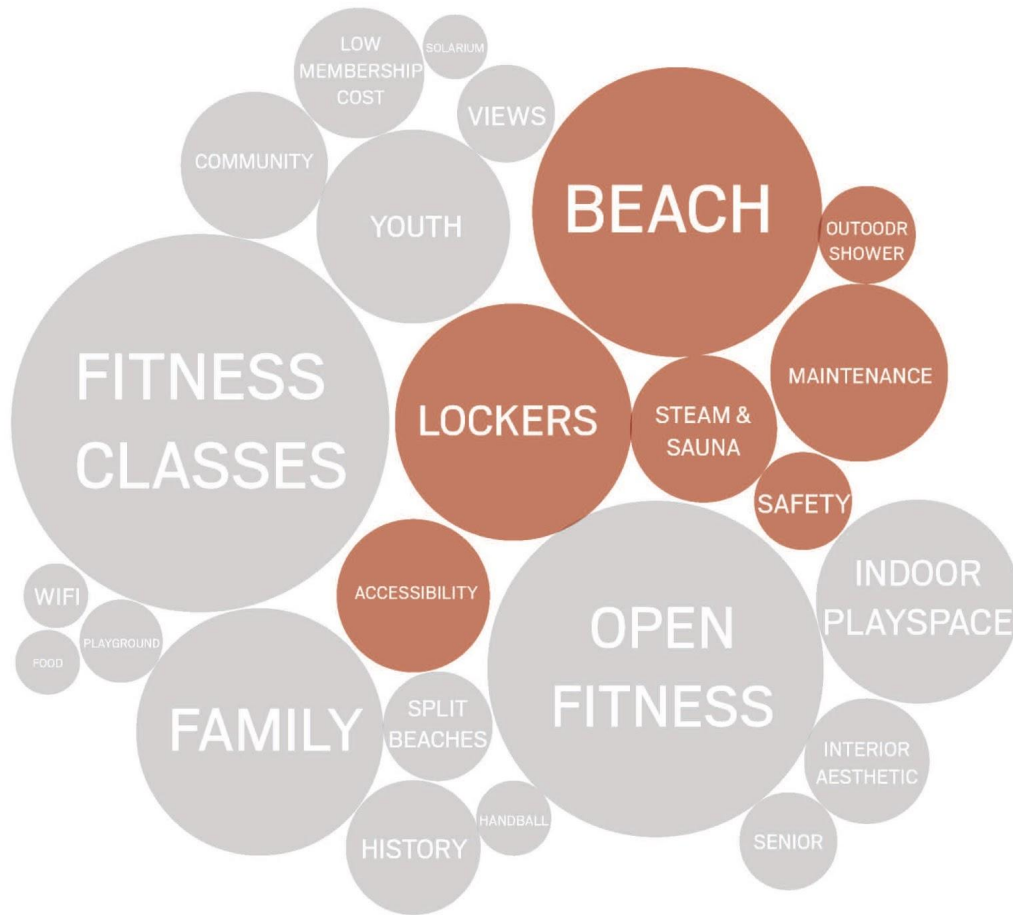 LOW
MEMBERSHIP
COST
SOLARIUM
VIEWS
COMMUNITY
YOUTH
BEACH
OUTOODR
SHOWER
FITNESS
CLASSES
LOCKERS
STEAM &
SAUNA
MAINTENANCE
SAFETY
ACCESSIBILITY
WIFI
PLAYGROUND
FOOD
FAMILY
SPLIT
BEACHES
HISTORY
HANDBALL
OPEN
FITNESS
INDOOR
PLAYSPACE
INTERIOR
AESTHETIC
SENIOR